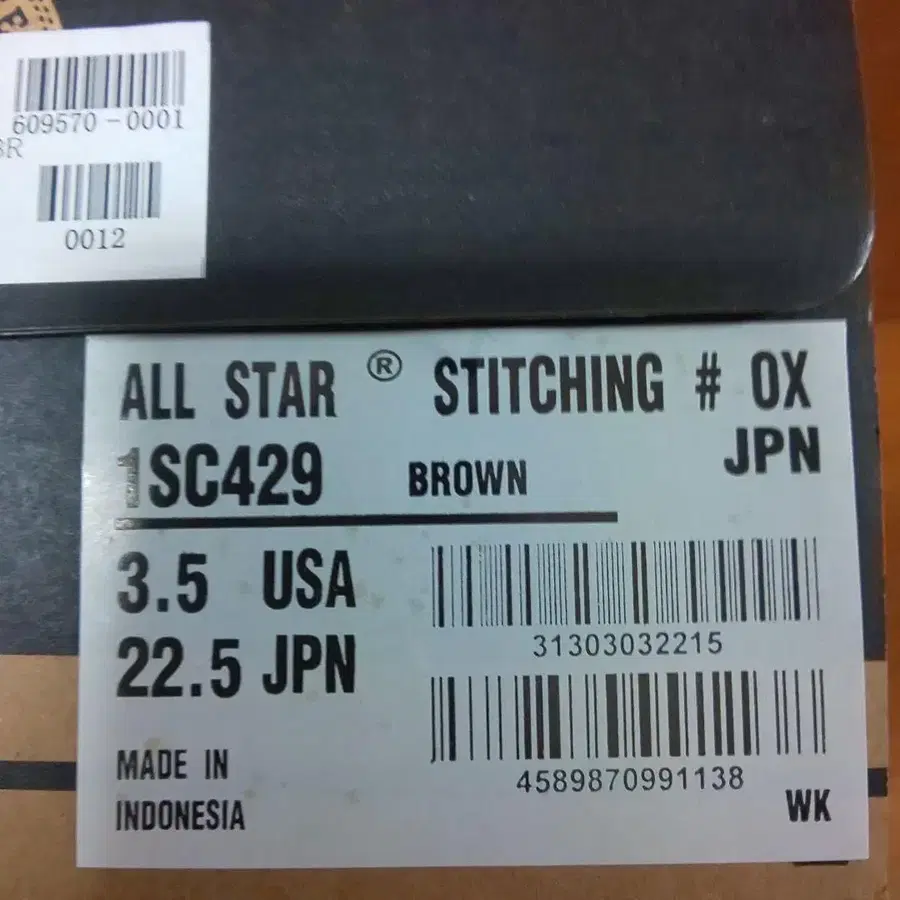 609570-0001
0012
ALL STAR ® STITCHING # OX
1SC429 BROWN JPN
3.5 USA
22.5 JPN
31303032215
4589870991138
MADE IN
INDONESIA
WK